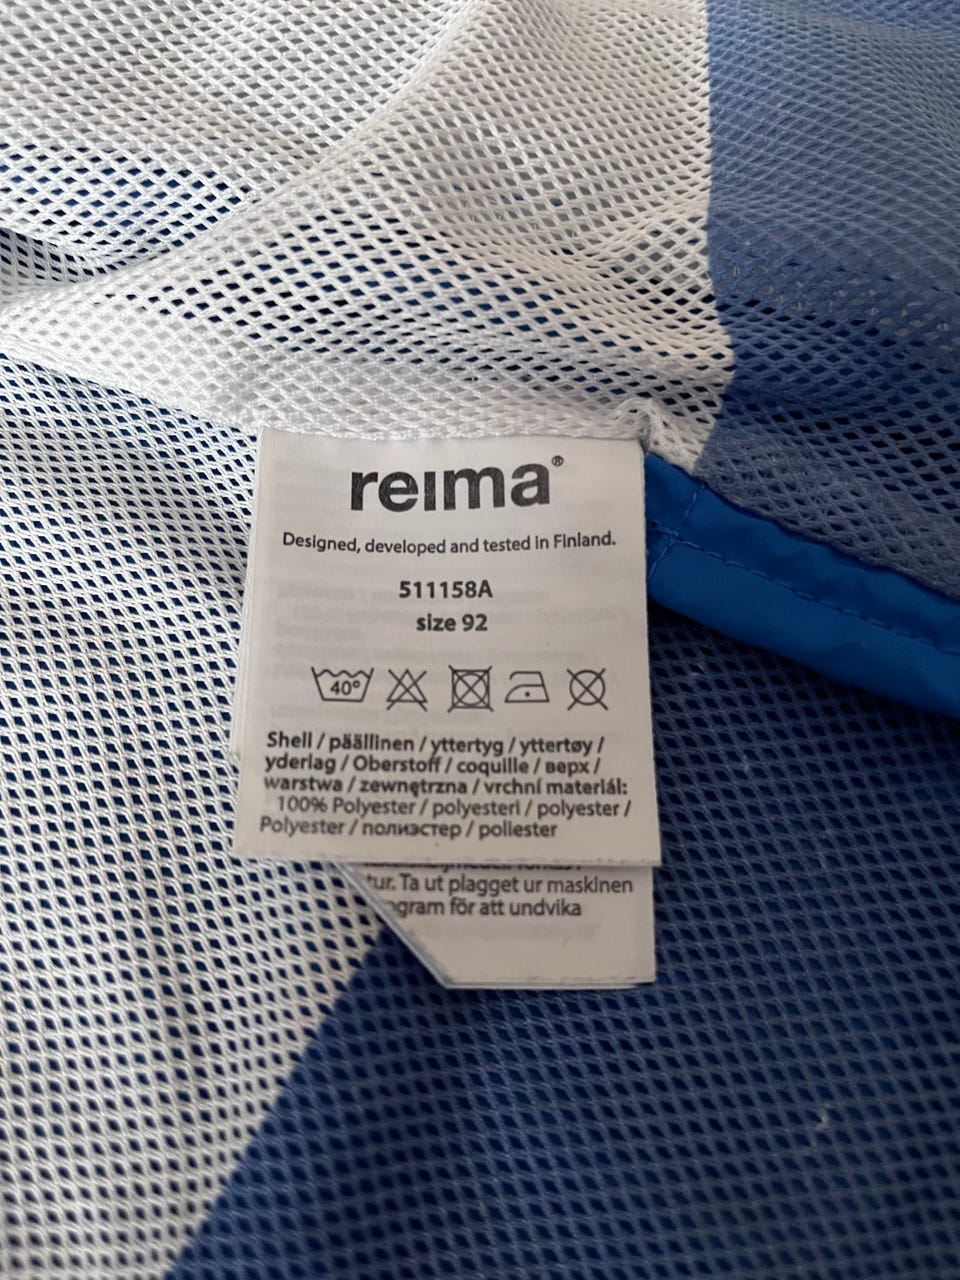 reima®
Designed, developed and tested in Finland.
511158A
size 92
40°
Shell / päällinen / yttertyg / yttertøy /
yderlag / Oberstoff / coquille / верх /
warstwa / zewnętrzna / vrchní materiál:
100% Polyester / polyesteri / polyester /
Polyester / полиэстер / poliester
tur. Ta ut plagget ur maskinen
ogram för att undvika